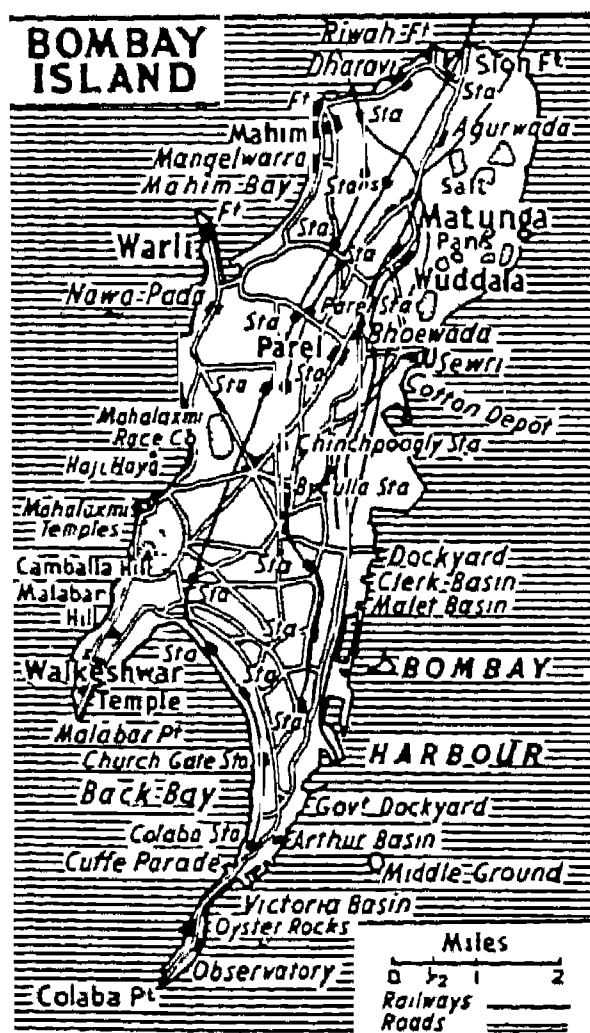 BOMBAY
ISLAND
Riwah Ft
Dharavi
Sion Ft
Sta
Ft
Sta
Mahim
Agurwada
Mangelwarra
Mahim Bay
Stans
Salt
Pans
Ft
Matunga
Warli
Sta
Sta
Wuddala
Nawa-Pada
Parel Sta
Sta
Bhoewada
Parel
Sewri
Sta
Sta
Cotton Depot
Mahalaxmi
Race Co
Chinchpoogly Sta
Haji Haya
Byculla Sta
Mahalaxmi
Temples
Camballa Hill
Sta
Dockyard
Clerk-Basin
Malabar
Hill
Sta
Malet Basin
Sta
Sta
Walkeshwar
Temple
Sta
Sta
BOMBAY
HARBOUR
Malabar Pt
Church Gate Sta
Back-Bay
Govt Dockyard
Colaba Sta
Arthur Basin
Cuffe Parade
Middle-Ground
Victoria Basin
Oyster Rocks
Observatory
Colaba Pt
Miles
0 ½ 1 2
Railways
Roads